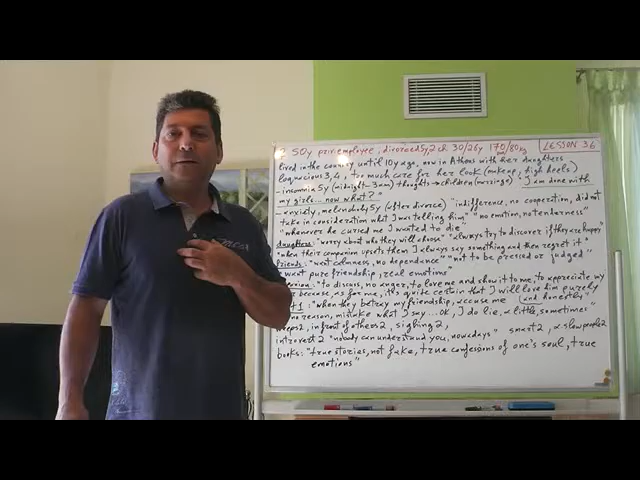 ♀ 50y priv. employee, divorced 5y, 2ch 30/26y 170/80kg LESSON 36
lived in the country until 10y ago, now in Athens with her daughters
loquacious 3,4, too much care for her look (makeup, high heels)
- insomnia 5y (midnight-3am) thoughts→children (marriage) "I am done with
my girls... now what?"
- anxiety, melancholy 5y (after divorce) "indifference, no cooperation, did not
take in consideration what I was telling him" "no emotion, no tenderness"
"whenever he cursed me I wanted to die"
daughters: "worry about who they will choose" "always try to discover if they are happy"
"when their companion upsets them I always say something and then regret it"
friends: "want calmness, no dependance" "not to be pressed or judged"
"want pure friendship, real emotions"
"to discuss, no anger, to love me and show it to me, to appreciate my
because, as for me, it's quite certain that I will love him purely
"when they betray my friendship, accuse me and honestly"
no reason, mistake what I say... OK, I do lie, a little, sometimes"
weeps 2, in front of others 2, sighing 2,
introvert 2 "nobody can understand you, nowadays" smart 2, a slow people 2
books: "true stories, not fake, true confessions of one's soul, true
emotions"